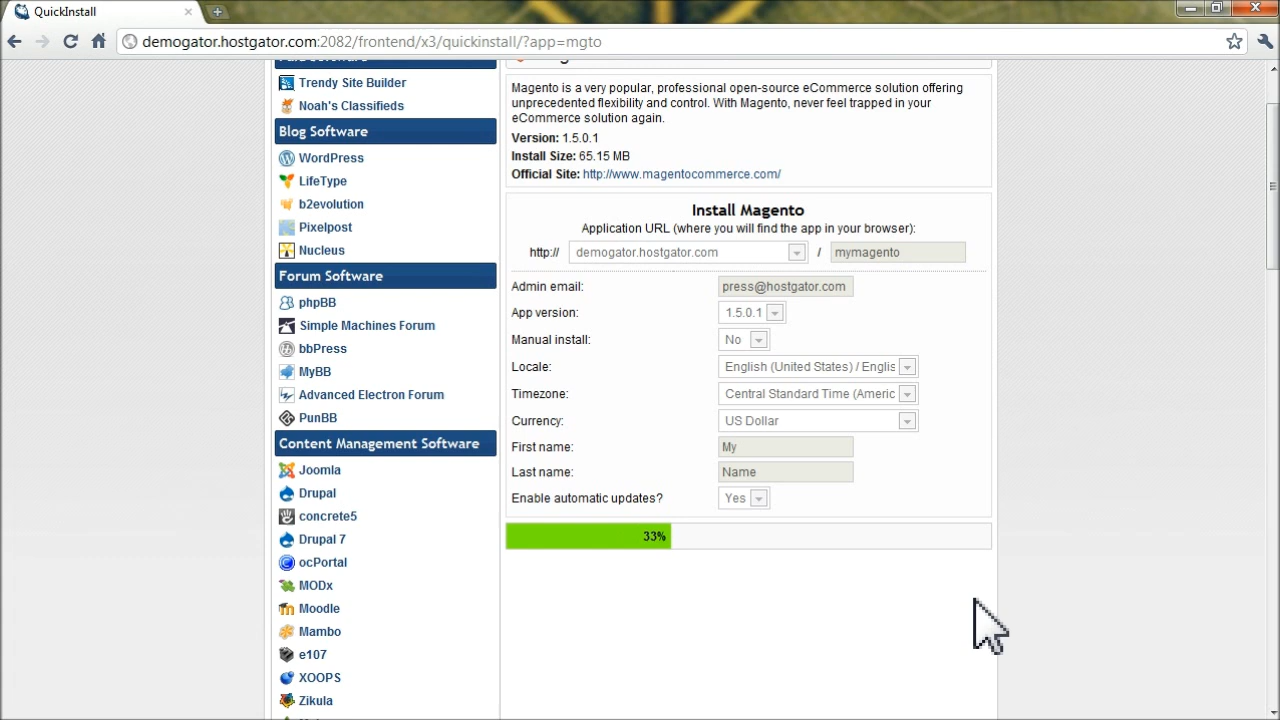 QuickInstall
demogator.hostgator.com:2082/frontend/x3/quickinstall/?app=mgto
Trendy Site Builder
Noah's Classifieds
Blog Software
WordPress
LifeType
b2evolution
Pixelpost
Nucleus
Forum Software
phpBB
Simple Machines Forum
bbPress
MyBB
Advanced Electron Forum
PunBB
Content Management Software
Joomla
Drupal
concrete5
Drupal 7
ocPortal
MODx
Moodle
Mambo
e107
XOOPS
Zikula
Magento is a very popular, professional open-source eCommerce solution offering
unprecedented flexibility and control. With Magento, never feel trapped in your
eCommerce solution again.
Version: 1.5.0.1
Install Size: 65.15 MB
Official Site: http://www.magentocommerce.com/
Install Magento
Application URL (where you will find the app in your browser):
http:// demogator.hostgator.com / mymagento
Admin email: press@hostgator.com
App version: 1.5.0.1
Manual install: No
Locale: English (United States) / Englis
Timezone: Central Standard Time (Americ
Currency: US Dollar
First name: My
Last name: Name
Enable automatic updates? Yes
33%